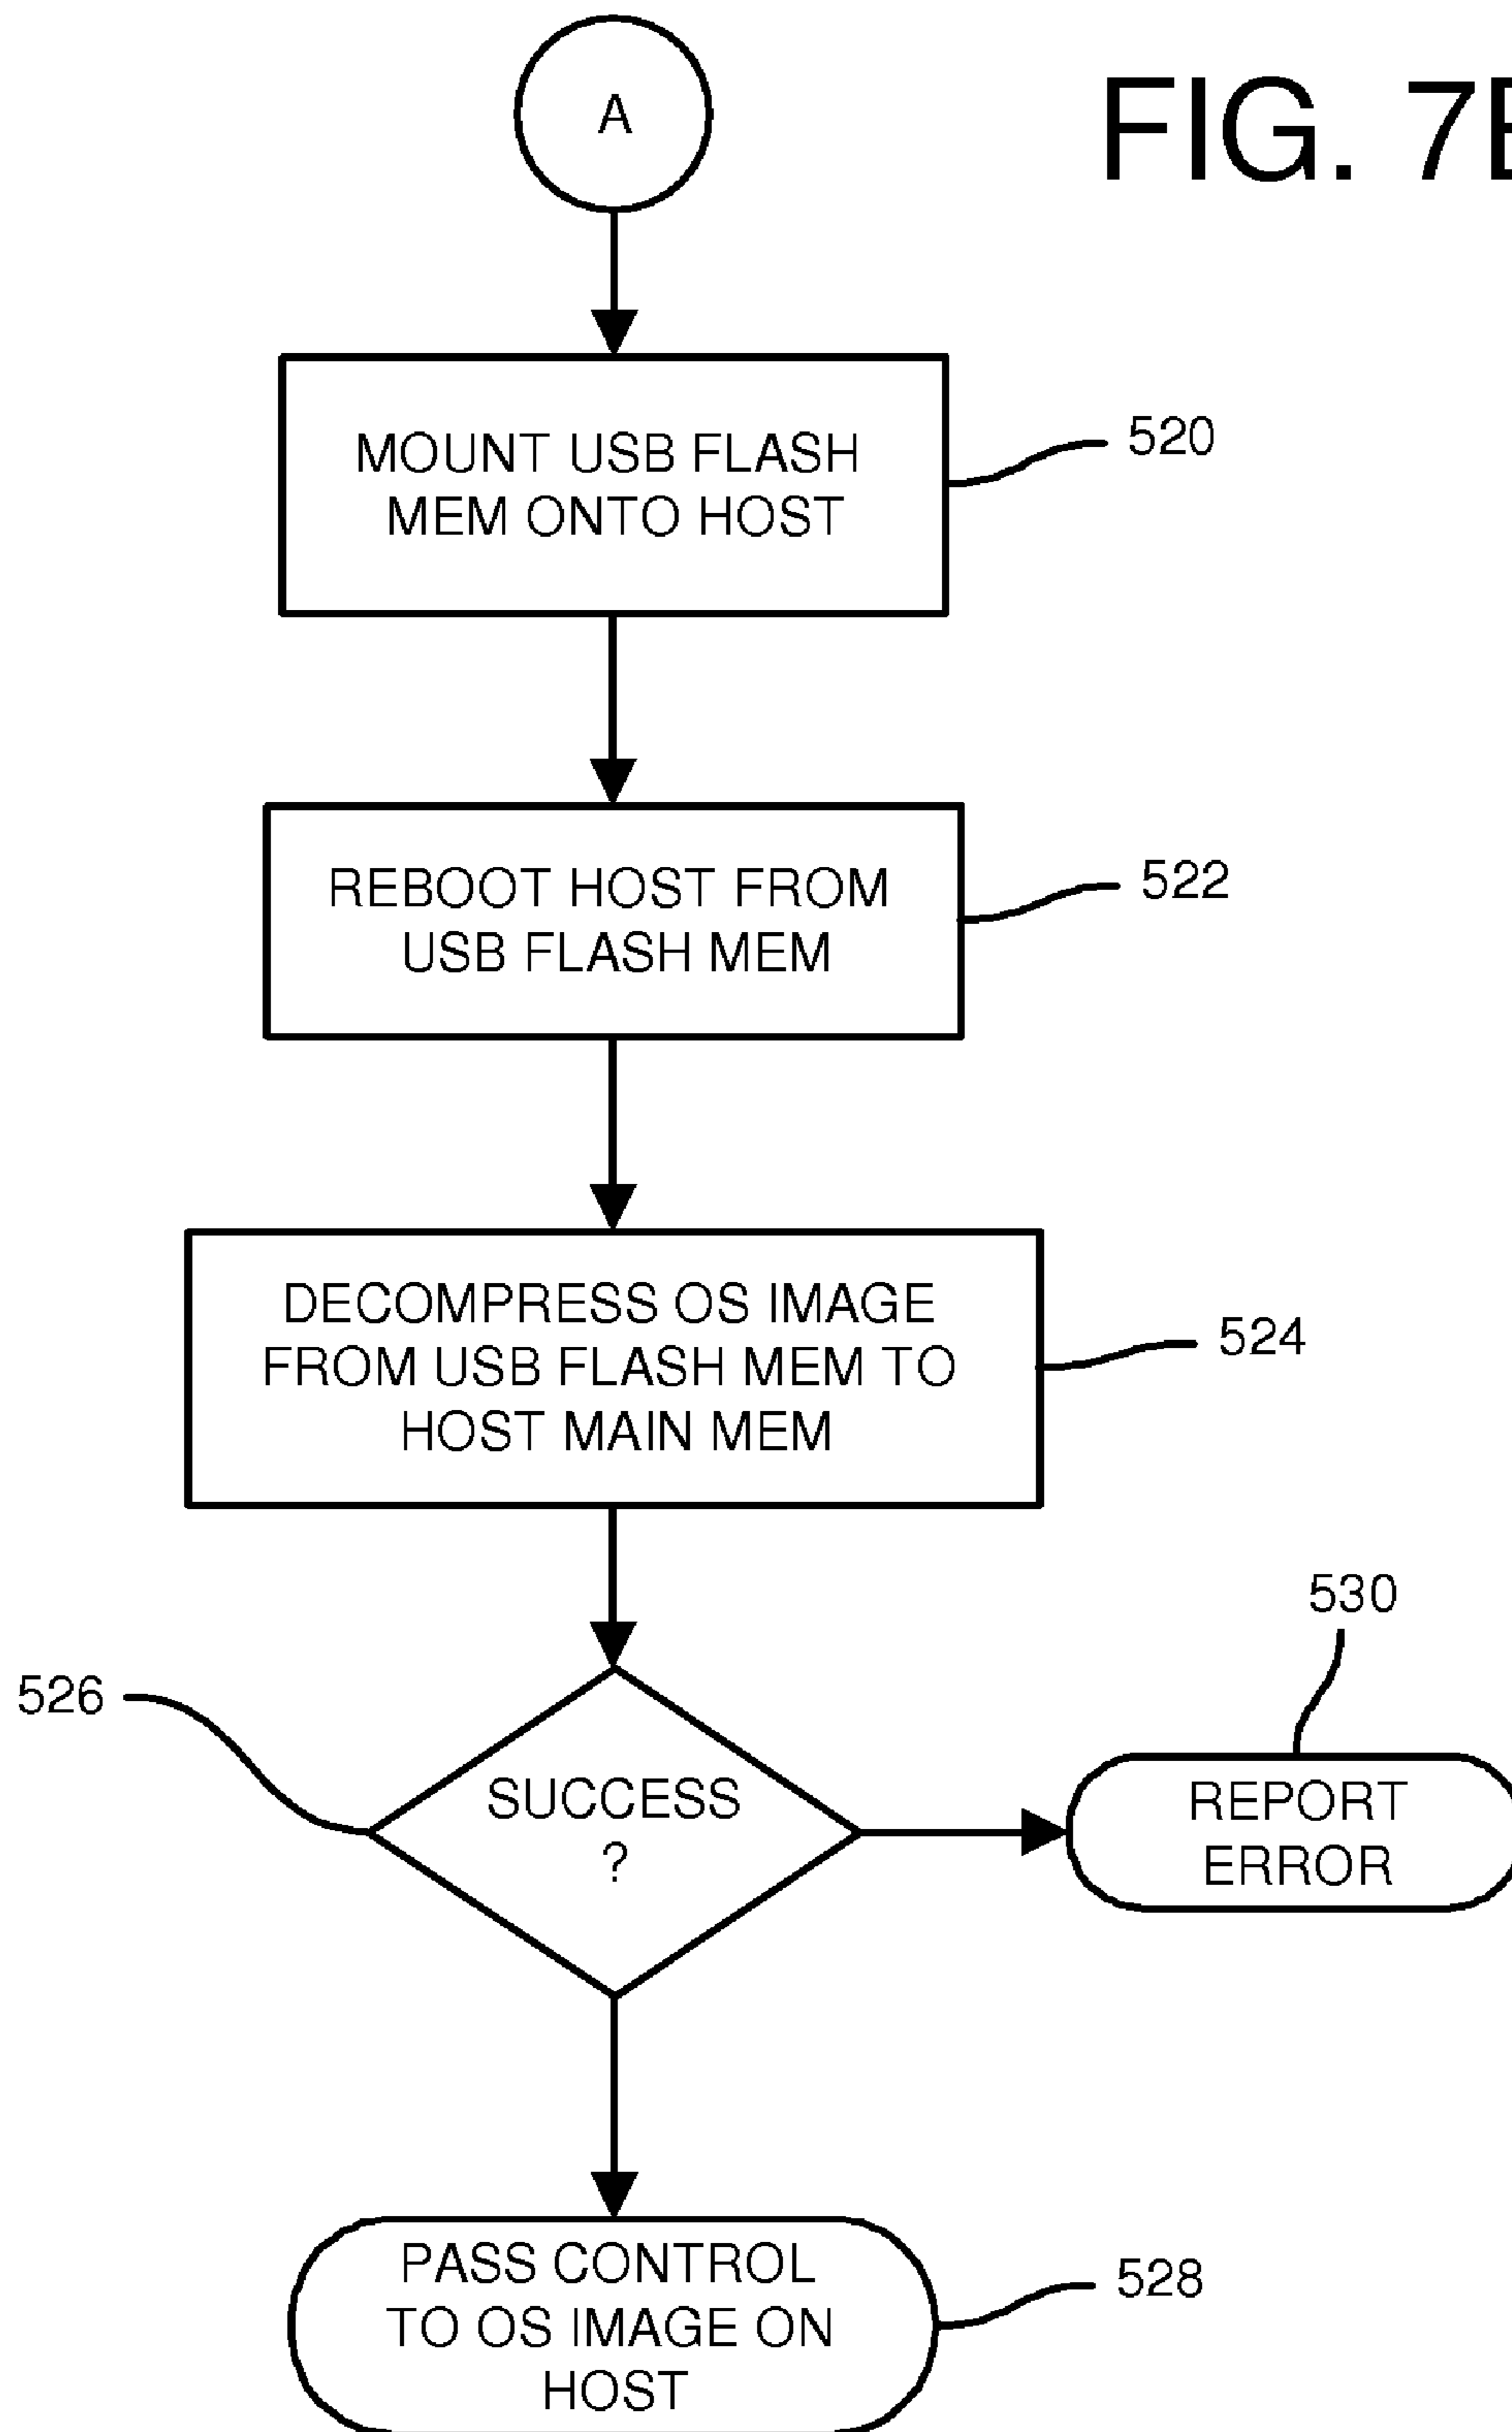 A
FIG. 7B
MOUNT USB FLASH
MEM ONTO HOST
520
REBOOT HOST FROM
USB FLASH MEM
522
DECOMPRESS OS IMAGE
FROM USB FLASH MEM TO
HOST MAIN MEM
524
530
526
SUCCESS
?
REPORT
ERROR
PASS CONTROL
TO OS IMAGE ON
HOST
528